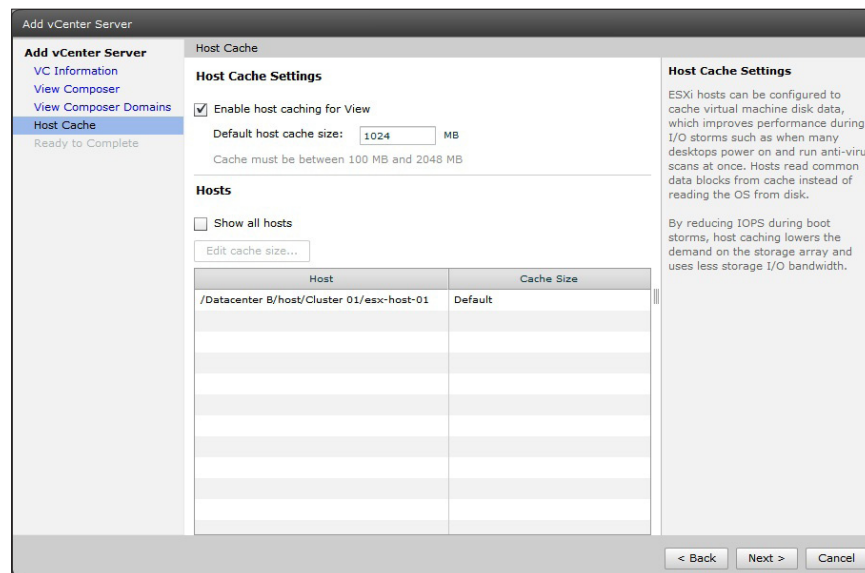 Add vCenter Server
Add vCenter Server
VC Information
View Composer
View Composer Domains
Host Cache
Ready to Complete
Host Cache
Host Cache Settings
Enable host caching for View
Default host cache size: 1024 MB
Cache must be between 100 MB and 2048 MB
Hosts
Show all hosts
Edit cache size...
Host Cache Size
/Datacenter B/host/Cluster 01/esx-host-01 Default
Host Cache Settings
ESXi hosts can be configured to
cache virtual machine disk data,
which improves performance during
I/O storms such as when many
desktops power on and run anti-viru
scans at once. Hosts read common
data blocks from cache instead of
reading the OS from disk.
By reducing IOPS during boot
storms, host caching lowers the
demand on the storage array and
uses less storage I/O bandwidth.
< Back Next > Cancel